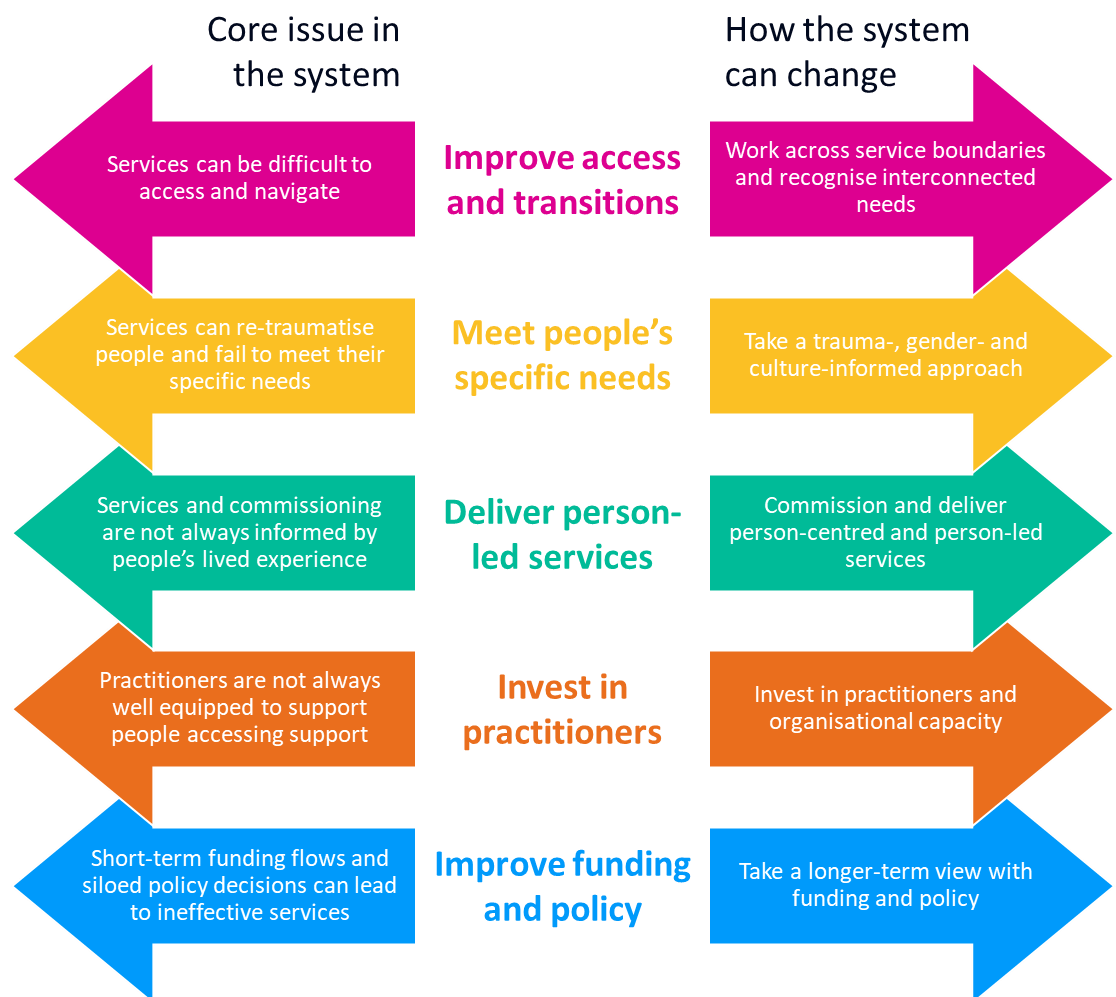 Core issue in
the system
How the system
can change
Services can be difficult to
access and navigate
Improve access
and transitions
Work across service boundaries
and recognise interconnected
needs
Services can re-traumatise
people and fail to meet their
specific needs
Meet people’s
specific needs
Take a trauma-, gender- and
culture-informed approach
Services and commissioning
are not always informed by
people’s lived experience
Deliver person-
led services
Commission and deliver
person-centred and person-led
services
Practitioners are not always
well equipped to support
people accessing support
Invest in
practitioners
Invest in practitioners and
organisational capacity
Short-term funding flows and
siloed policy decisions can lead
to ineffective services
Improve funding
and policy
Take a longer-term view with
funding and policy